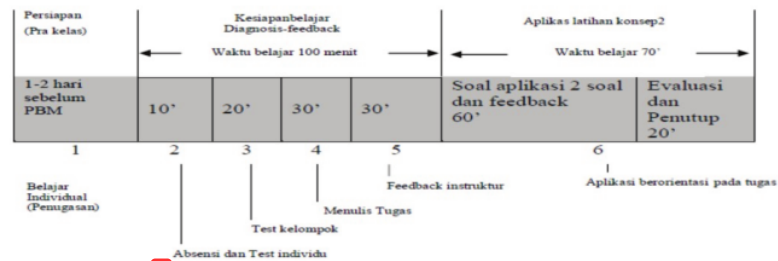 Persiapan
(Pra kelas)
Kesiapanbelajar
Diagnosis-feedback
Waktu belajar 100 menit
Aplikas latihan konsep2
Waktu belajar 70'
1-2 hari
sebelum
PBM
10'
20'
30'
30'
Soal aplikasi 2 soal
dan feedback
60'
Evaluasi
dan
Penutup
20'
1
2
3
4
5
6
Belajar
Individual
(Penugasan)
Feedback instruktur
Aplikasi berorientasi pada tugas
Menulis Tugas
Test kelompok
Absensi dan Test individu